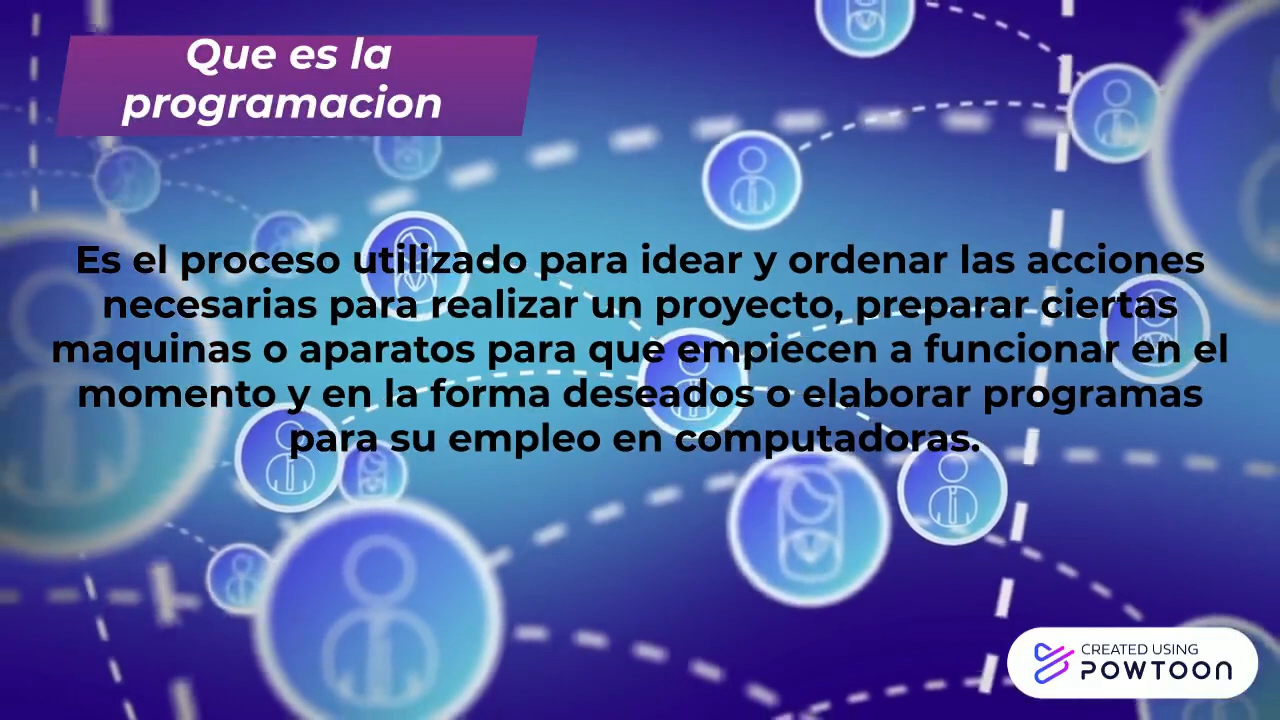 Que es la
programacion
Es el proceso utilizado para idear y ordenar las acciones
necesarias para realizar un proyecto, preparar ciertas
maquinas o aparatos para que empiecen a funcionar en el
momento y en la forma deseados o elaborar programas
para su empleo en computadoras.
CREATED USING
POWTOON